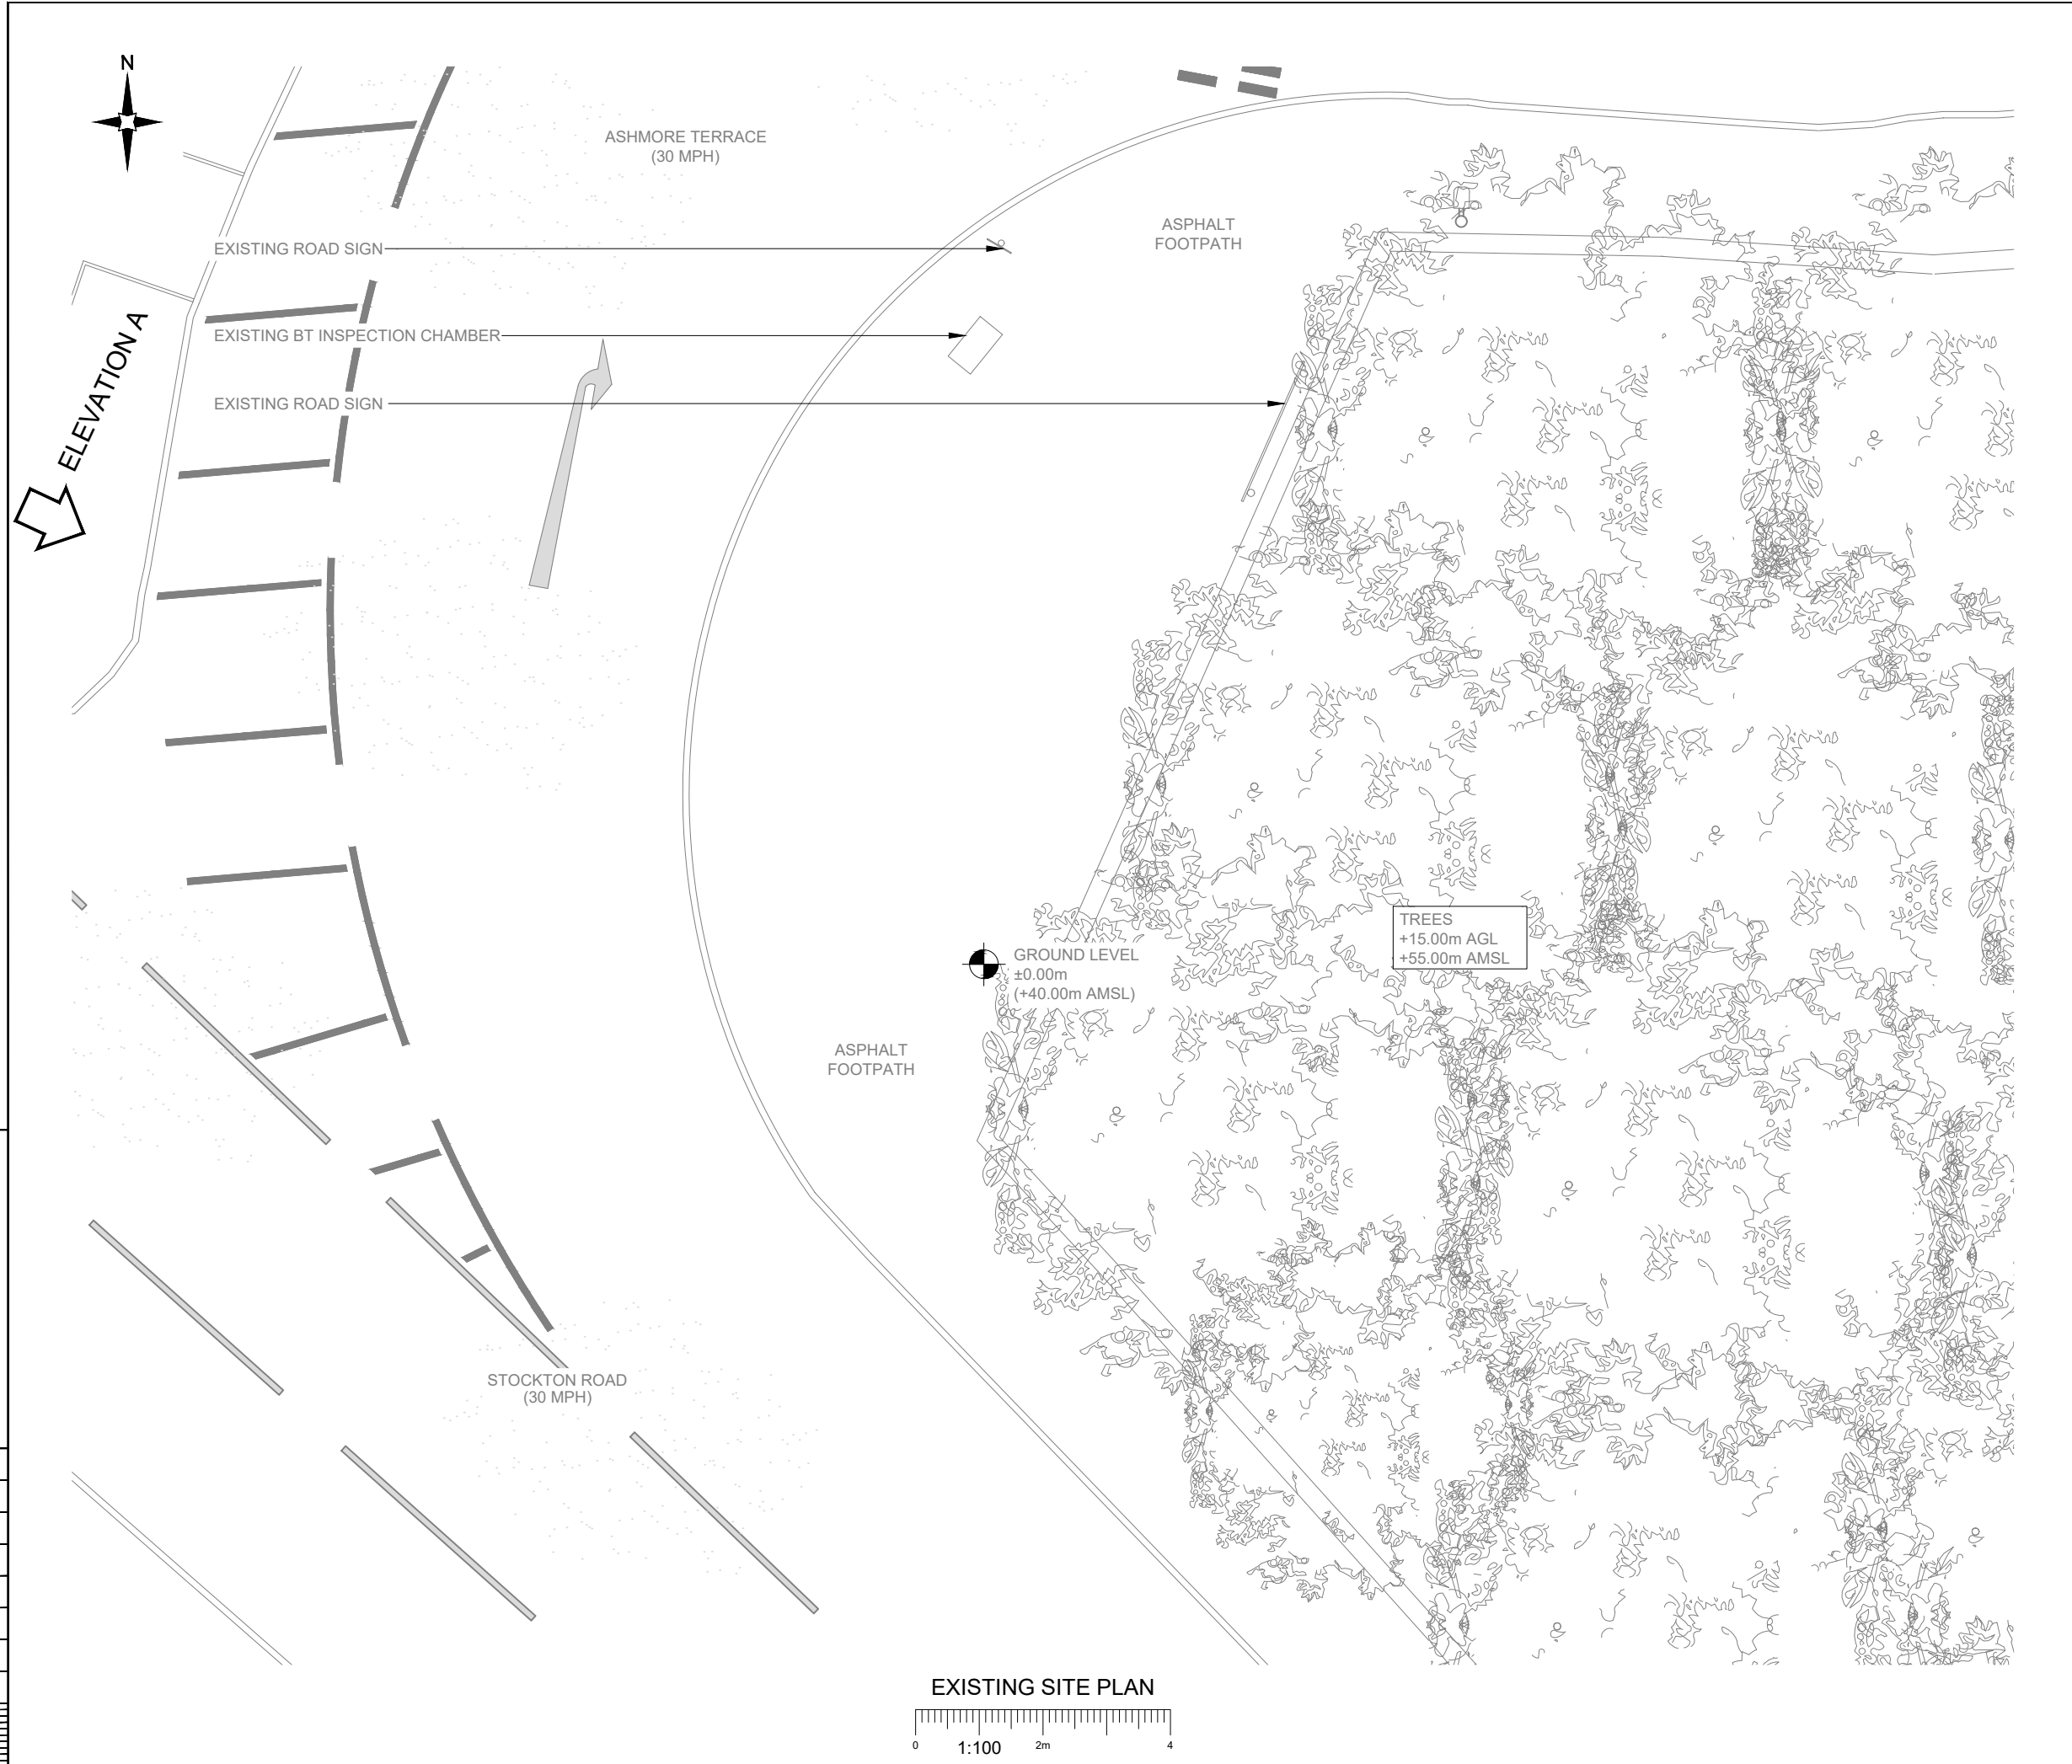 N
ASHMORE TERRACE
(30 MPH)
ASPHALT
FOOTPATH
EXISTING ROAD SIGN
ELEVATION A
EXISTING BT INSPECTION CHAMBER
EXISTING ROAD SIGN
TREES
+15.00m AGL
+55.00m AMSL
GROUND LEVEL
±0.00m
(+40.00m AMSL)
ASPHALT
FOOTPATH
STOCKTON ROAD
(30 MPH)
EXISTING SITE PLAN
0 2m 4
1:100